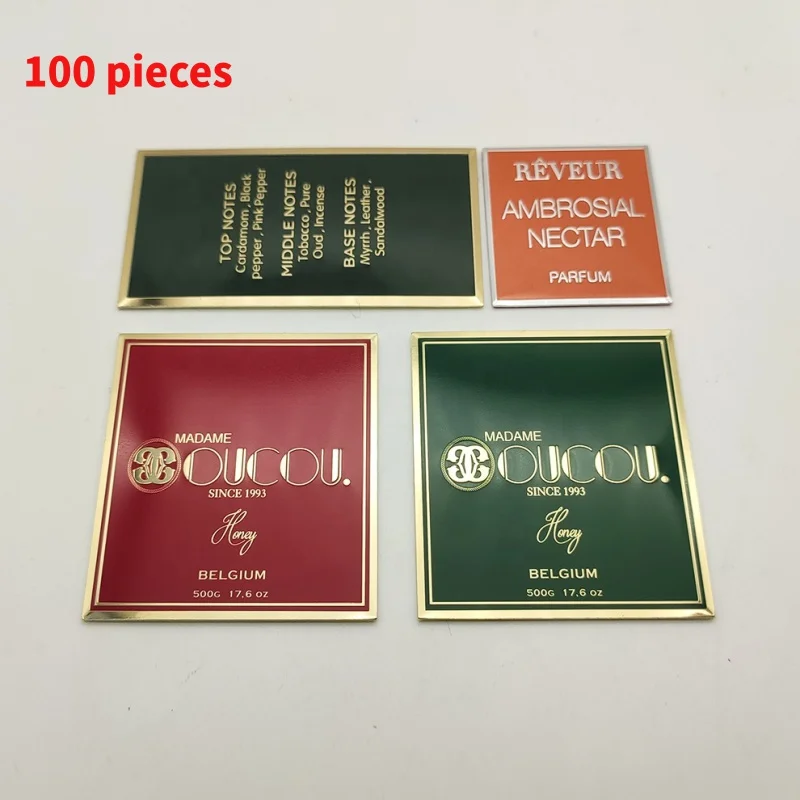 100 pieces
TOP NOTES
Cardamom , Black
pepper , Pink Pepper
MIDDLE NOTES
Tobacco , Pure
Oud , Incense
BASE NOTES
Myrrh , Leather ,
Sandalwood
RÊVEUR
AMBROSIAL
NECTAR
PARFUM
MADAME
OUCOU.
SINCE 1993
Honey
BELGIUM
500G 17,6 OZ
MADAME
OUCOU.
SINCE 1993
Honey
BELGIUM
500G 17,6 OZ